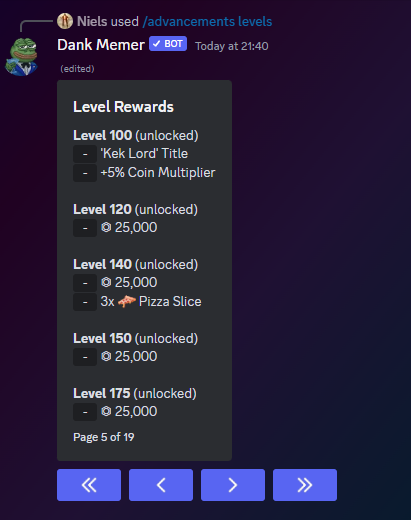 Niels used /advancements levels
Dank Memer ✓ BOT Today at 21:40
(edited)
Level Rewards
Level 100 (unlocked)
- 'Kek Lord' Title
- +5% Coin Multiplier
Level 120 (unlocked)
- ⏣ 25,000
Level 140 (unlocked)
- ⏣ 25,000
- 3x 🍕 Pizza Slice
Level 150 (unlocked)
- ⏣ 25,000
Level 175 (unlocked)
- ⏣ 25,000
Page 5 of 19